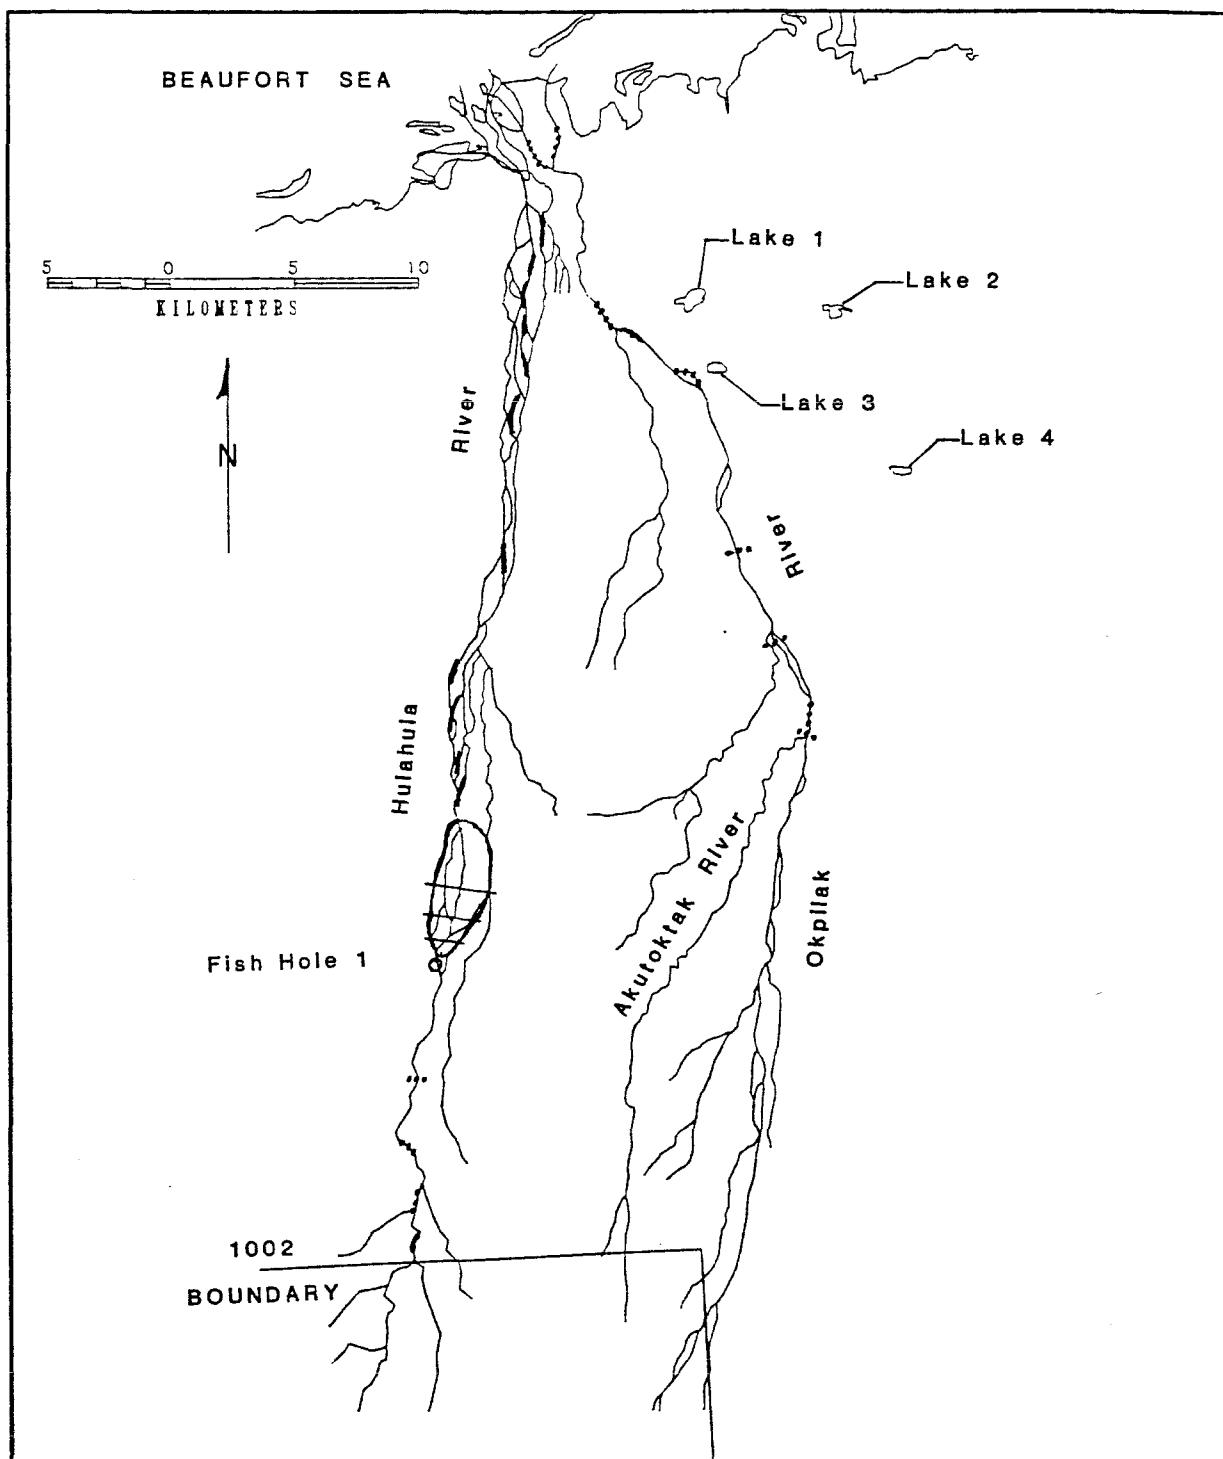 BEAUFORT SEA
Lake 1
5 0 5 10
Lake 2
KILOMETERS
River
Lake 3
N
Lake 4
River
Hulahula
Akutoktak River
Okpilak
Fish Hole 1
1002
BOUNDARY